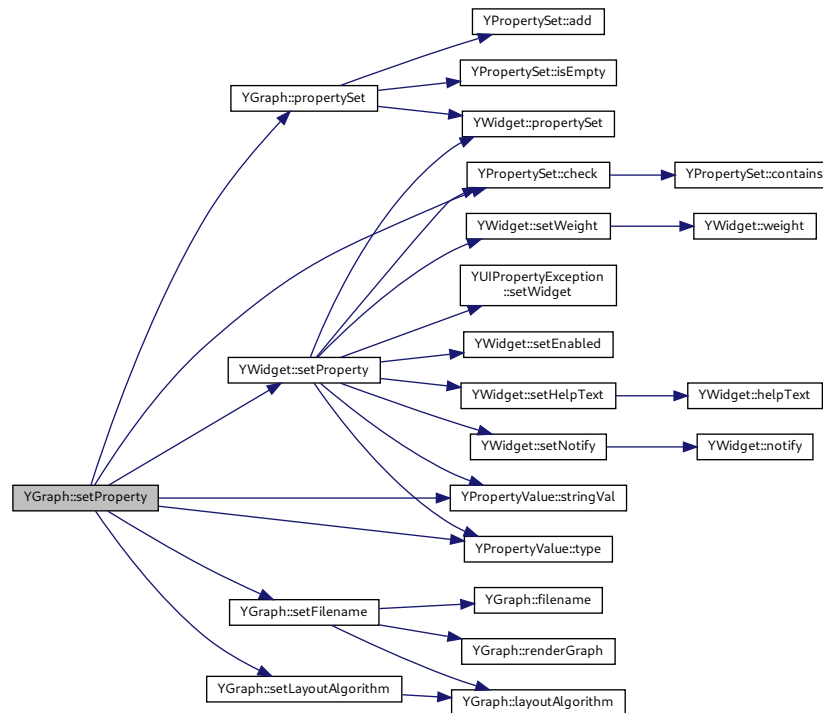 YPropertySet::add
YPropertySet::isEmpty
YGraph::propertySet
YWidget::propertySet
YPropertySet::check
YPropertySet::contains
YWidget::setWeight
YWidget::weight
YUIPropertyException
::setWidget
YWidget::setEnabled
YWidget::setProperty
YWidget::setHelpText
YWidget::helpText
YWidget::setNotify
YWidget::notify
YGraph::setProperty
YPropertyValue::stringVal
YPropertyValue::type
YGraph::filename
YGraph::setFilename
YGraph::renderGraph
YGraph::setLayoutAlgorithm
YGraph::layoutAlgorithm